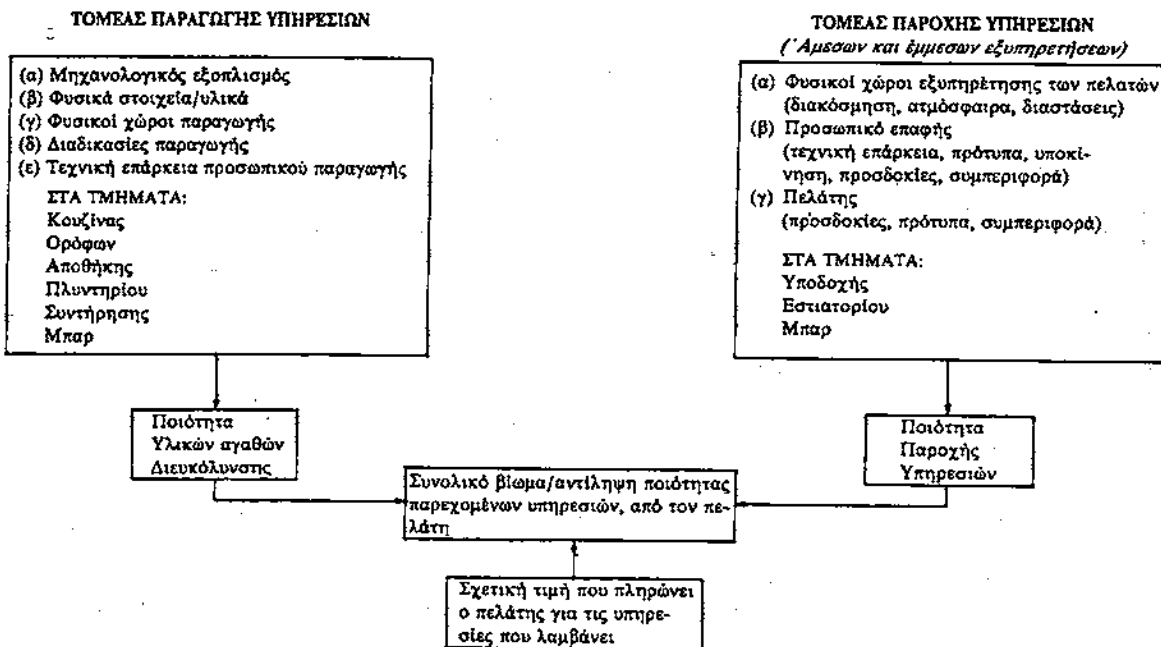 ΤΟΜΕΑΣ ΠΑΡΑΓΩΓΗΣ ΥΠΗΡΕΣΙΩΝ
(α) Μηχανολογικός εξοπλισμός
(β) Φυσικά στοιχεία/υλικά
(γ) Φυσικοί χώροι παραγωγής
(δ) Διαδικασίες παραγωγής
(ε) Τεχνική επάρκεια προσωπικού παραγωγής
ΣΤΑ ΤΜΗΜΑΤΑ:
Κουζίνας
Ορόφων
Αποθήκης
Πλυντηρίου
Συντήρησης
Μπαρ
Ποιότητα
Υλικών αγαθών
Διευκόλυνσης
ΤΟΜΕΑΣ ΠΑΡΟΧΗΣ ΥΠΗΡΕΣΙΩΝ
(Άμεσων και έμμεσων εξυπηρετήσεων)
(α) Φυσικοί χώροι εξυπηρέτησης των πελατών
(διακόσμηση, ατμόσφαιρα, διαστάσεις)
(β) Προσωπικό επαφής
(τεχνική επάρκεια, πρότυπα, υποκί-
νηση, προσδοκίες, συμπεριφορά)
(γ) Πελάτης
(προσδοκίες, πρότυπα, συμπεριφορά)
ΣΤΑ ΤΜΗΜΑΤΑ:
Υποδοχής
Εστιατορίου
Μπαρ
Ποιότητα
Παροχής
Υπηρεσιών
Συνολικό βίωμα/αντίληψη ποιότητας
παρεχομένων υπηρεσιών, από τον πε-
λάτη
Σχετική τιμή που πληρώνει
ο πελάτης για τις υπηρε-
σίες που λαμβάνει